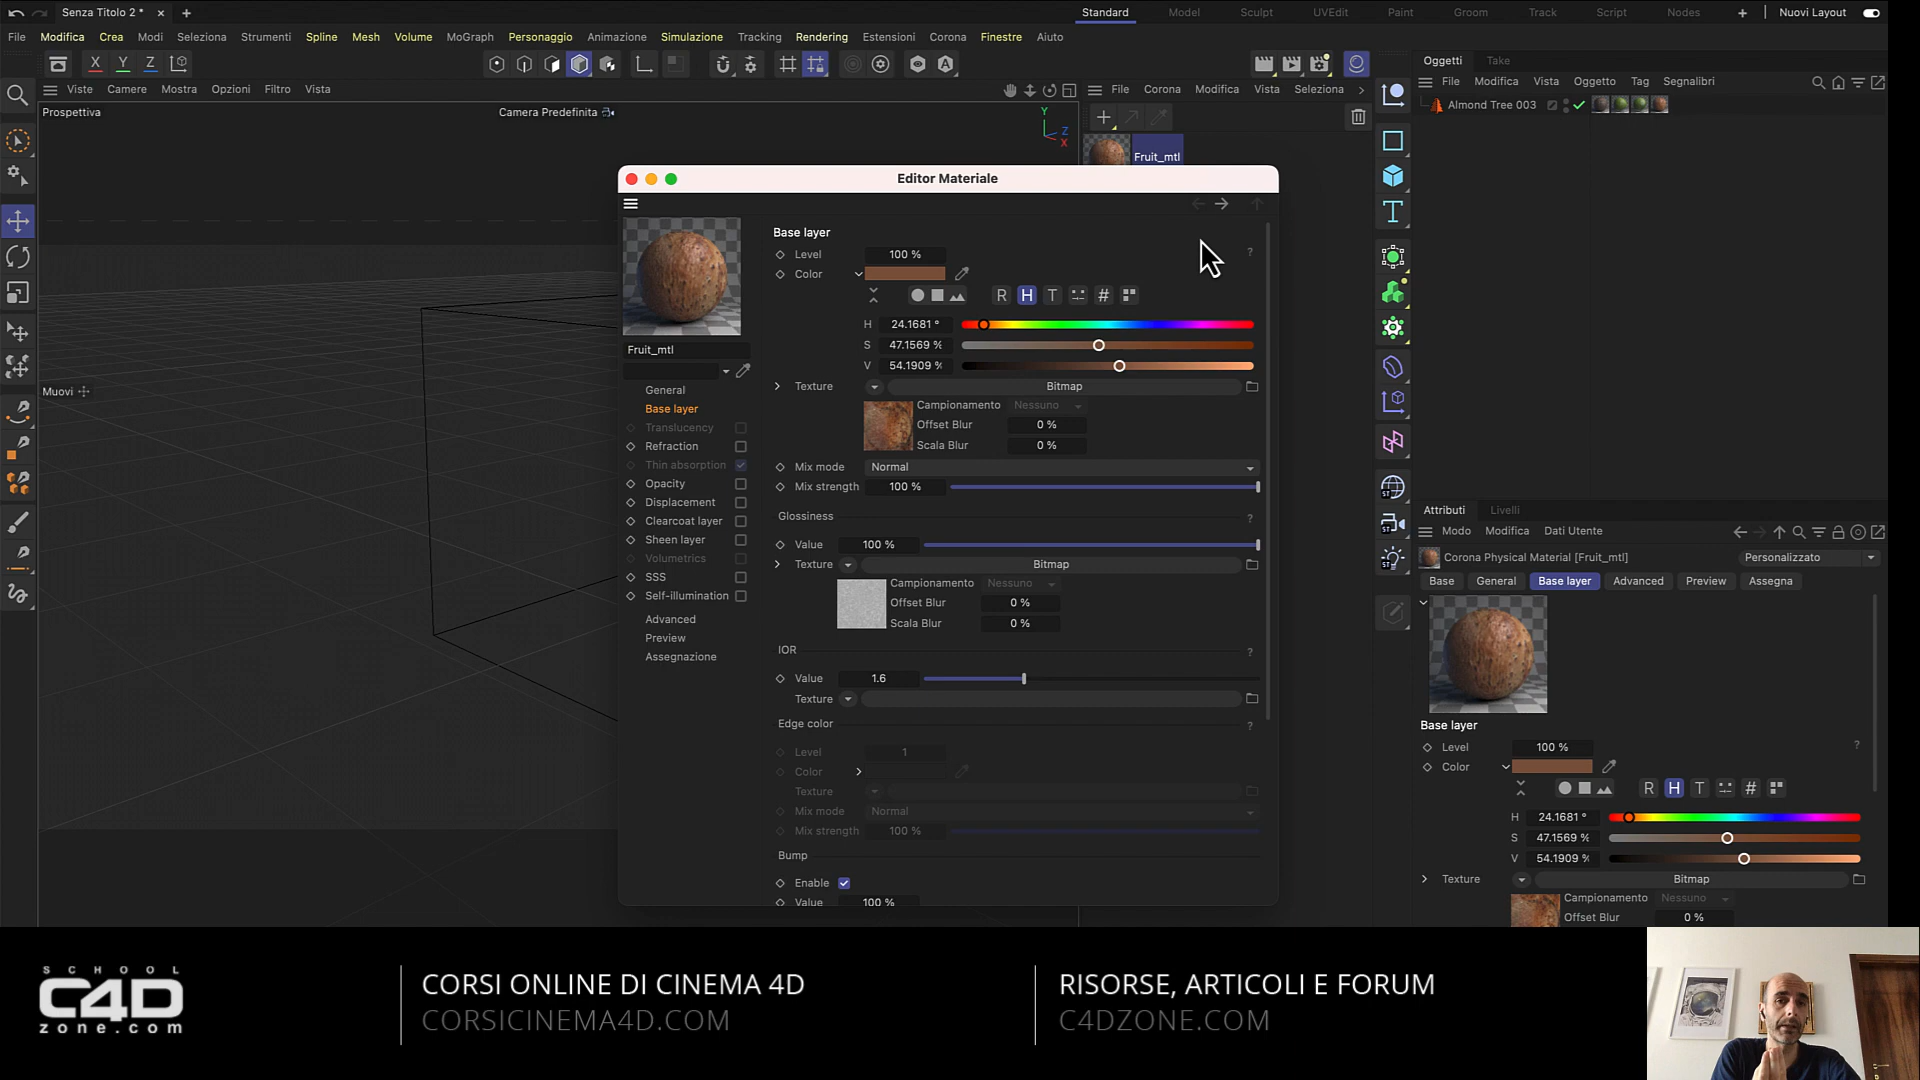 Senza Titolo 2 *
Standard Model Sculpt UVEdit Paint Groom Track Script Nodes Nuovi Layout
File Modifica Crea Modi Seleziona Strumenti Spline Mesh Volume MoGraph Personaggio Animazione Simulazione Tracking Rendering Estensioni Corona Finestre Aiuto
X Y Z
Viste Camere Mostra Opzioni Filtro Vista
File Corona Modifica Vista Seleziona
Prospettiva
Camera Predefinita
Y
Z
X
Fruit_mtl
Muovi
Oggetti Take
File Modifica Vista Oggetto Tag Segnalibri
Almond Tree 003
Editor Materiale
Fruit_mtl
General
Base layer
Translucency
Refraction
Thin absorption
Opacity
Displacement
Clearcoat layer
Sheen layer
Volumetrics
SSS
Self-illumination
Advanced
Preview
Assegnazione
Base layer
Level 100 % ?
Color
R H T #
H 24.1681 °
S 47.1569 %
V 54.1909 %
Texture Bitmap
Campionamento Nessuno
Offset Blur 0 %
Scala Blur 0 %
Mix mode Normal
Mix strength 100 %
Glossiness ?
Value 100 %
Texture Bitmap
Campionamento Nessuno
Offset Blur 0 %
Scala Blur 0 %
IOR ?
Value 1.6
Texture
Edge color ?
Level 1
Color
Texture
Mix mode Normal
Mix strength 100 %
Bump
Enable
Value 100 %
ST
ST
ST
Attributi Livelli
Modo Modifica Dati Utente
Corona Physical Material [Fruit_mtl] Personalizzato
Base General Base layer Advanced Preview Assegna
Base layer
Level 100 % ?
Color
R H T #
H 24.1681 °
S 47.1569 %
V 54.1909 %
Texture Bitmap
Campionamento Nessuno
Offset Blur 0 %
SCHOOL
C4D
zone.com
CORSI ONLINE DI CINEMA 4D
CORSICINEMA4D.COM
RISORSE, ARTICOLI E FORUM
C4DZONE.COM